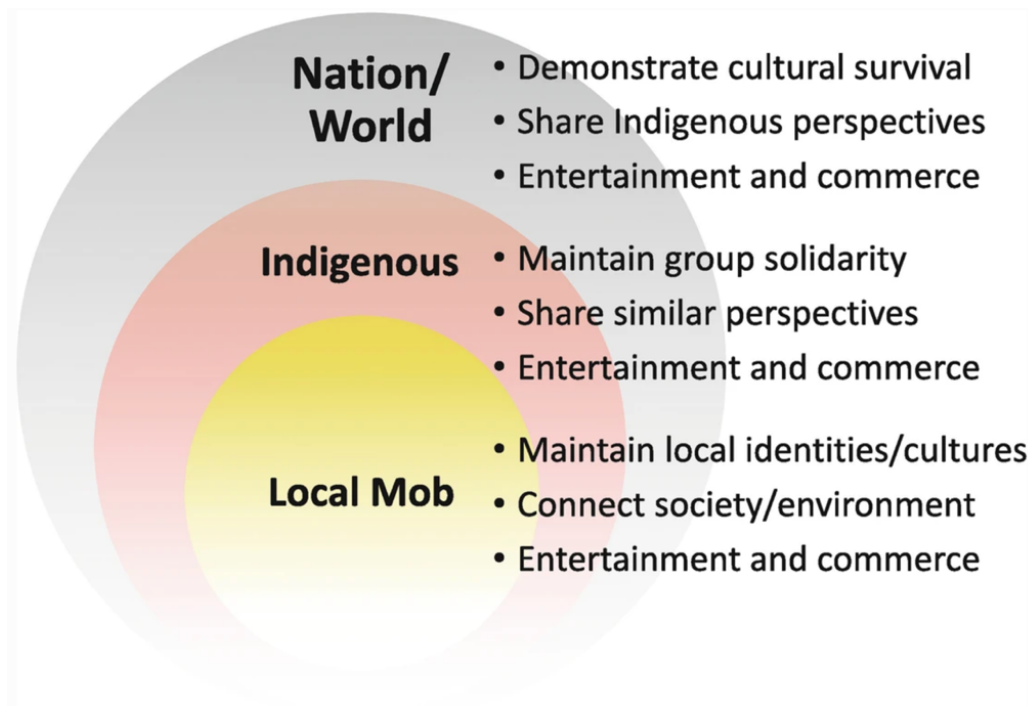 Nation/
World
• Demonstrate cultural survival
• Share Indigenous perspectives
• Entertainment and commerce
Indigenous
• Maintain group solidarity
• Share similar perspectives
• Entertainment and commerce
Local Mob
• Maintain local identities/cultures
• Connect society/environment
• Entertainment and commerce